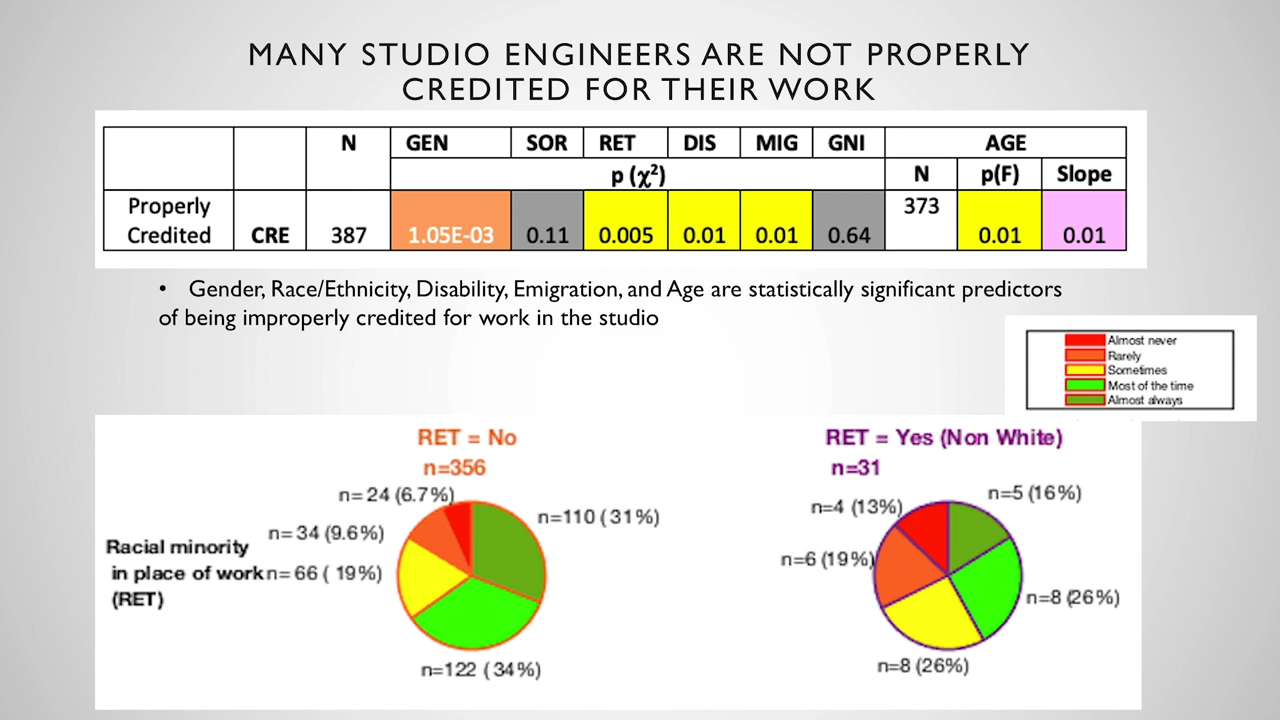 MANY STUDIO ENGINEERS ARE NOT PROPERLY
CREDITED FOR THEIR WORK
N GEN SOR RET DIS MIG GNI AGE
p (χ²) N p(F) Slope
Properly 373
Credited CRE 387 1.05E-03 0.11 0.005 0.01 0.01 0.64 0.01 0.01
• Gender, Race/Ethnicity, Disability, Emigration, and Age are statistically significant predictors
of being improperly credited for work in the studio
Almost never
Rarely
Sometimes
Most of the time
Almost always
RET = No
n=356
n= 24 (6.7%)
n=110 ( 31%)
n= 34 (9.6%)
Racial minority
in place of work
(RET)
n= 66 ( 19%)
n=122 ( 34%)
RET = Yes (Non White)
n=31
n=5 (16%)
n=4 (13%)
n=6 (19%)
n=8 (26%)
n=8 (26%)